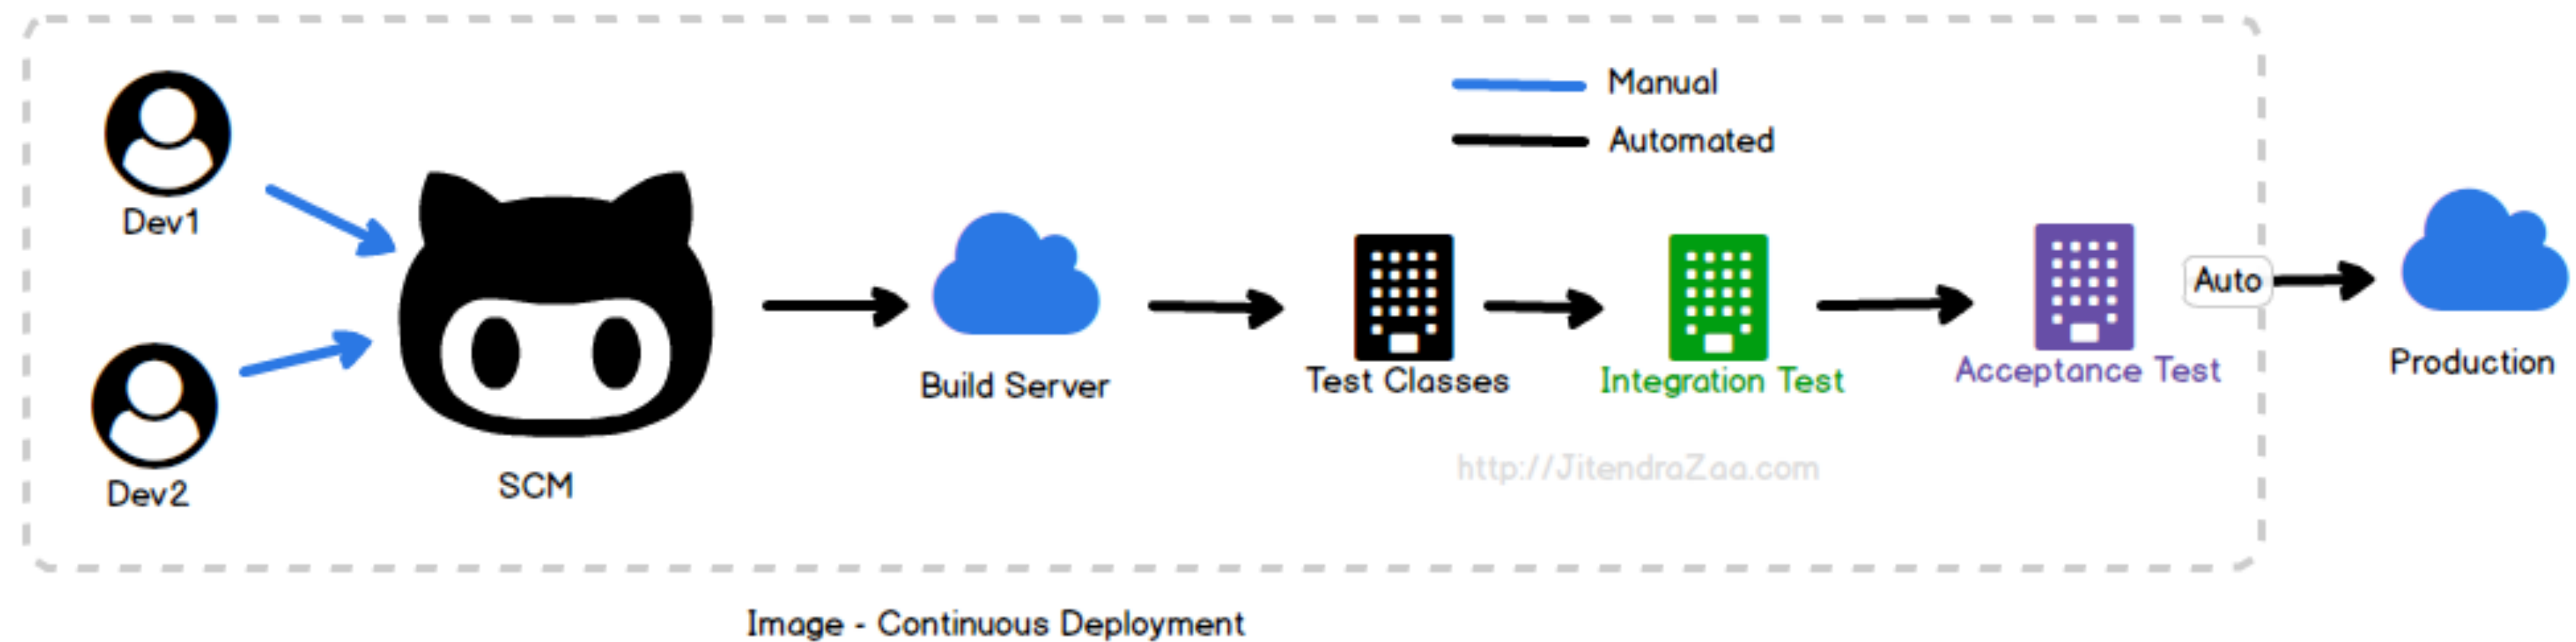 Manual
Automated
Dev1
Dev2
SCM
Build Server
Test Classes
Integration Test
Acceptance Test
Auto
Production
http://JitendraZaa.com
Image - Continuous Deployment